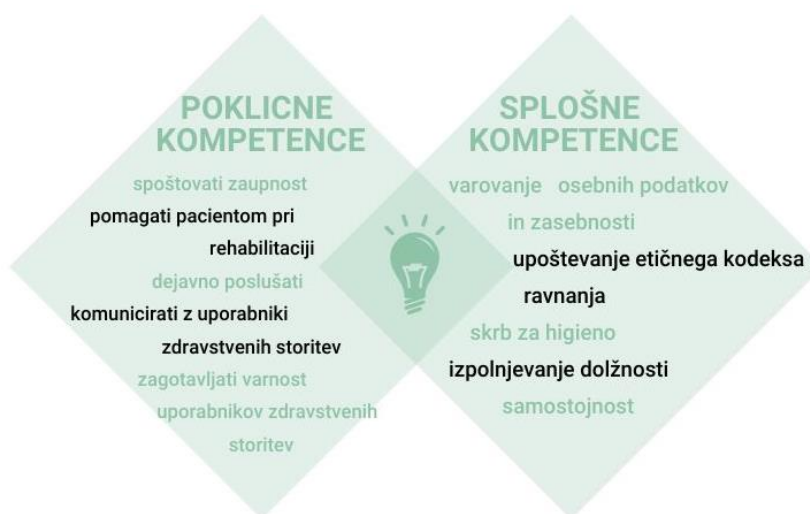 POKLICNE
KOMPETENCE
spoštovati zaupnost
pomagati pacientom pri
rehabilitaciji
dejavno poslušati
komunicirati z uporabniki
zdravstvenih storitev
zagotavljati varnost
uporabnikov zdravstvenih
storitev
SPLOŠNE
KOMPETENCE
varovanje osebnih podatkov
in zasebnosti
upoštevanje etičnega kodeksa
ravnanja
skrb za higieno
izpolnjevanje dolžnosti
samostojnost